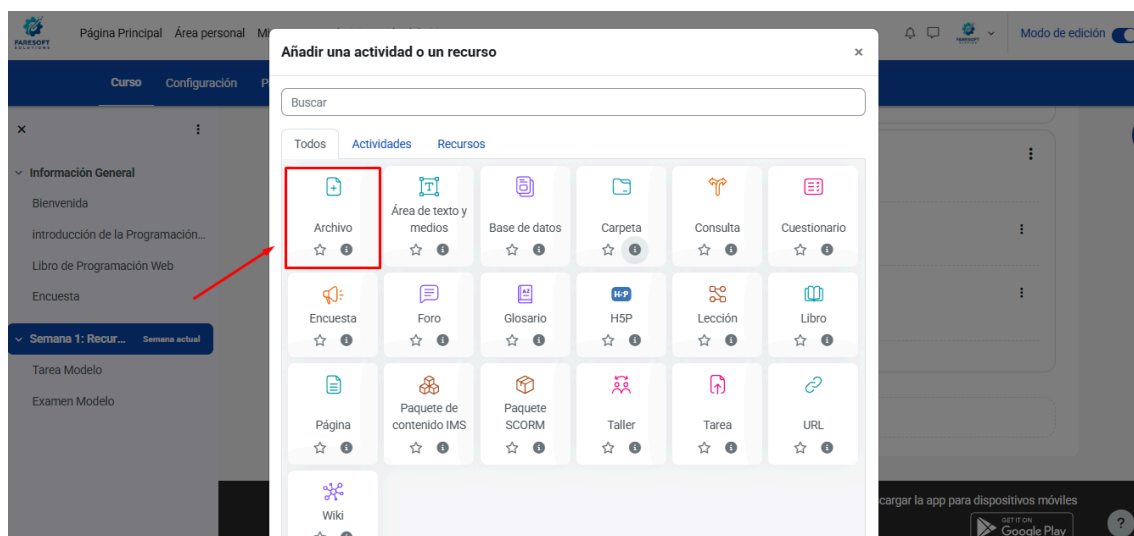 FARESOFT
SOLUTIONS
Página Principal Área personal
Modo de edición
Añadir una actividad o un recurso
Curso Configuración
Buscar
Todos Actividades Recursos
Información General
Bienvenida
introducción de la Programación...
Libro de Programación Web
Encuesta
Semana 1: Recur... Semana actual
Tarea Modelo
Examen Modelo
Archivo
Área de texto y
medios
Base de datos
Carpeta
Consulta
Cuestionario
Encuesta
Foro
Glosario
H5P
Lección
Libro
Página
Paquete de
contenido IMS
Paquete
SCORM
Taller
Tarea
URL
Wiki
cargar la app para dispositivos móviles
GET IT ON
Google Play
?